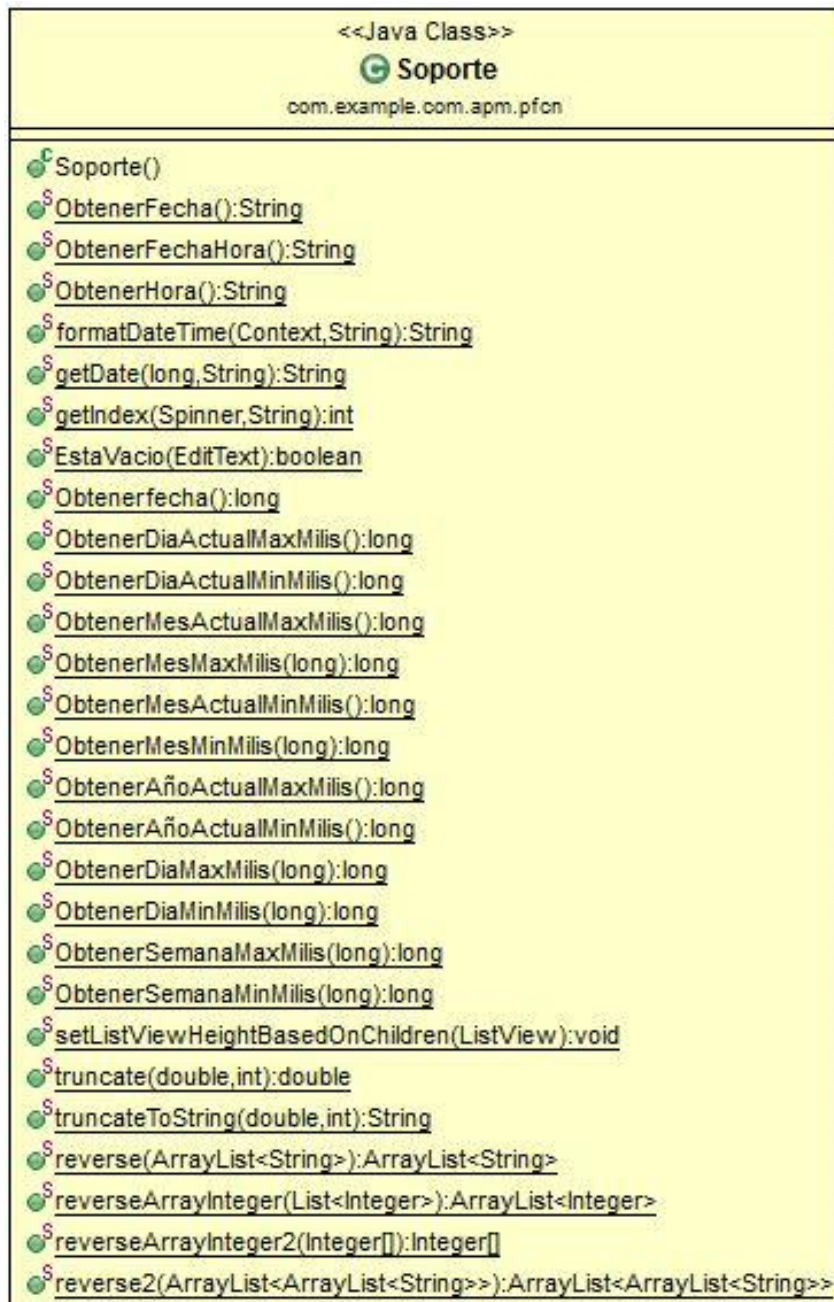 <<Java Class>>
Soporte
com.example.com.apm.pfcn
Soporte()
ObtenerFecha():String
ObtenerFechaHora():String
ObtenerHora():String
formatDateTime(Context,String):String
getDate(long,String):String
getIndex(Spinner,String):int
EstaVacio(EditText):boolean
Obtenerfecha():long
ObtenerDiaActualMaxMilis():long
ObtenerDiaActualMinMilis():long
ObtenerMesActualMaxMilis():long
ObtenerMesMaxMilis(long):long
ObtenerMesActualMinMilis():long
ObtenerMesMinMilis(long):long
ObtenerAñoActualMaxMilis():long
ObtenerAñoActualMinMilis():long
ObtenerDiaMaxMilis(long):long
ObtenerDiaMinMilis(long):long
ObtenerSemanaMaxMilis(long):long
ObtenerSemanaMinMilis(long):long
setListViewHeightBasedOnChildren(ListView):void
truncate(double,int):double
truncateToString(double,int):String
reverse(ArrayList<String>):ArrayList<String>
reverseArrayInteger(List<Integer>):ArrayList<Integer>
reverseArrayInteger2(Integer[]):Integer[]
reverse2(ArrayList<ArrayList<String>>):ArrayList<ArrayList<String>>